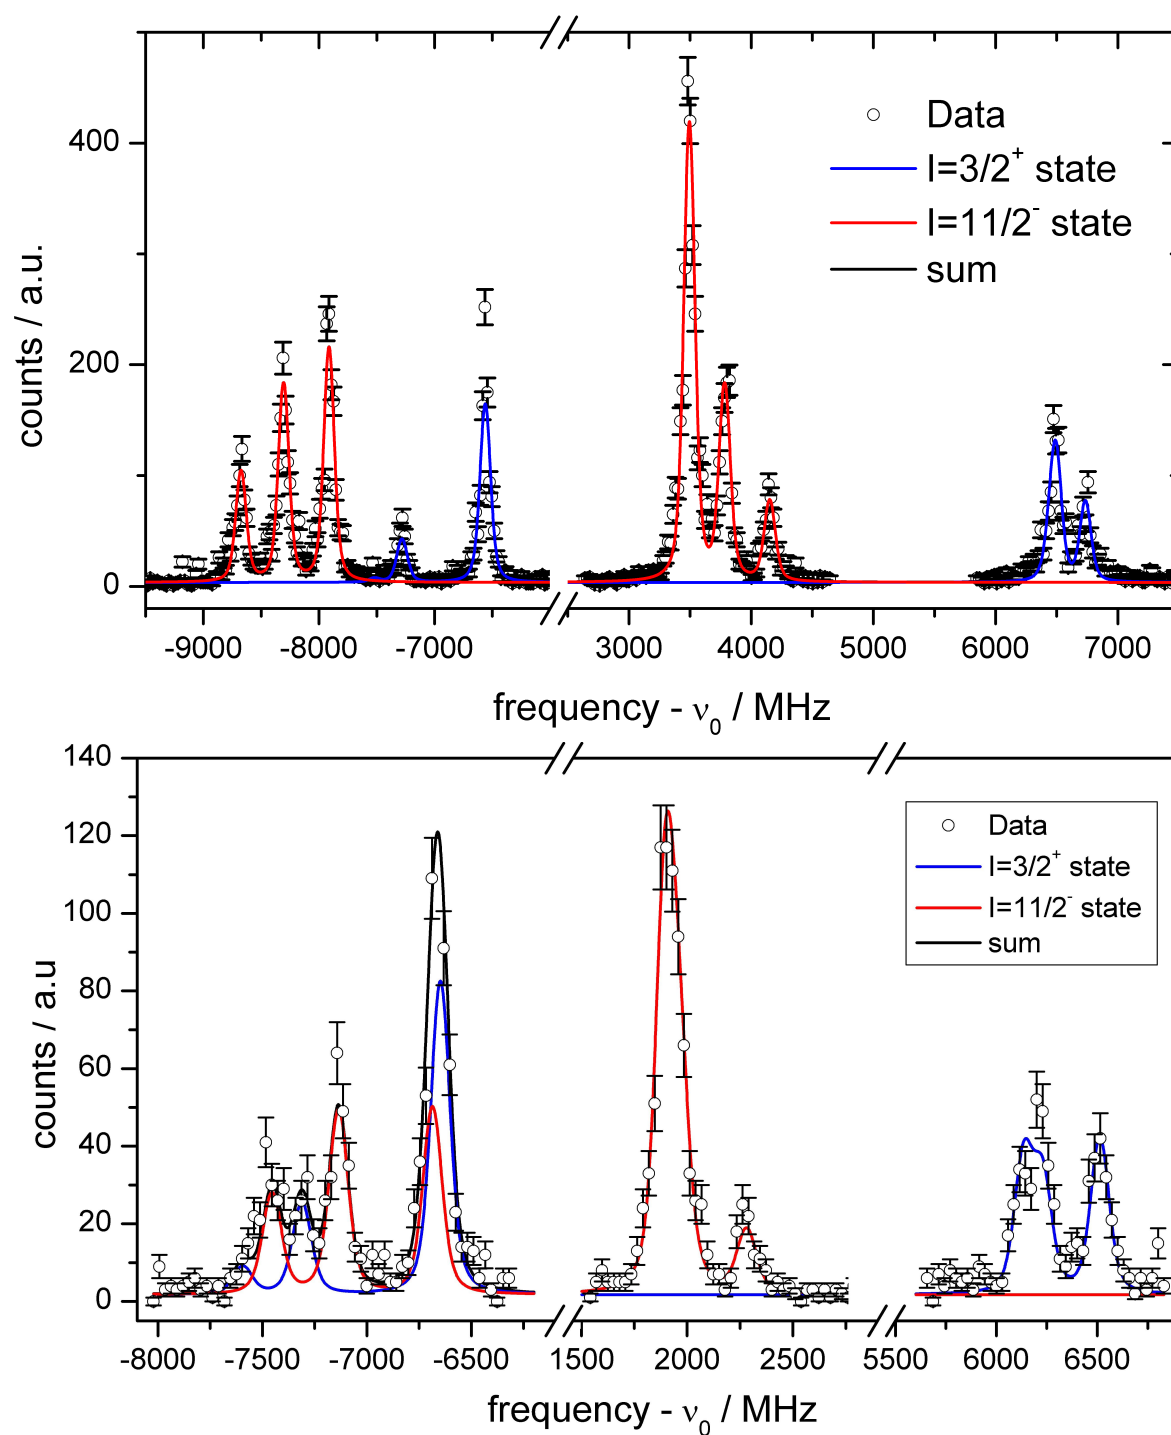 400
200
0
counts / a.u.
Data
I=3/2+ state
I=11/2- state
sum
-9000 -8000 -7000 3000 4000 5000 6000 7000
frequency - ν0 / MHz
140
120
100
80
60
40
20
0
counts / a.u
Data
I=3/2+ state
I=11/2- state
sum
-8000 -7500 -7000 -6500 1500 2000 2500 5500 6000 6500
frequency - ν0 / MHz